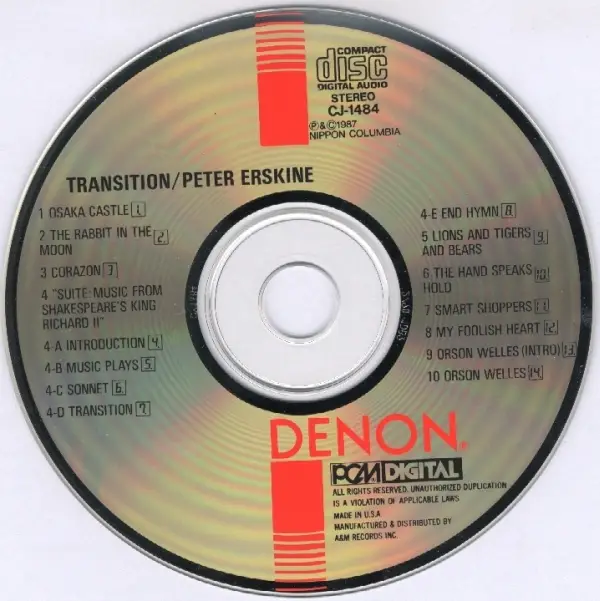 COMPACT
disc
DIGITAL AUDIO
STEREO
CJ-1484
℗&©1987
NIPPON COLUMBIA
TRANSITION/PETER ERSKINE
1 OSAKA CASTLE 1.
2 THE RABBIT IN THE 2
MOON
3 CORAZON 3
4 "SUITE: MUSIC FROM
SHAKESPEARE'S KING
RICHARD II"
4-A INTRODUCTION 4
4-B MUSIC PLAYS 5
4-C SONNET 6
4-D TRANSITION 7
4-E END HYMN 8
5 LIONS AND TIGERS 9
AND BEARS
6 THE HAND SPEAKS 10
HOLD
7 SMART SHOPPERS 11
8 MY FOOLISH HEART 12
9 ORSON WELLES (INTRO) 13
10 ORSON WELLES 14
DENON®
PCM DIGITAL
ALL RIGHTS RESERVED. UNAUTHORIZED DUPLICATION
IS A VIOLATION OF APPLICABLE LAWS
MADE IN U.S.A.
MANUFACTURED & DISTRIBUTED BY
A&M RECORDS INC.